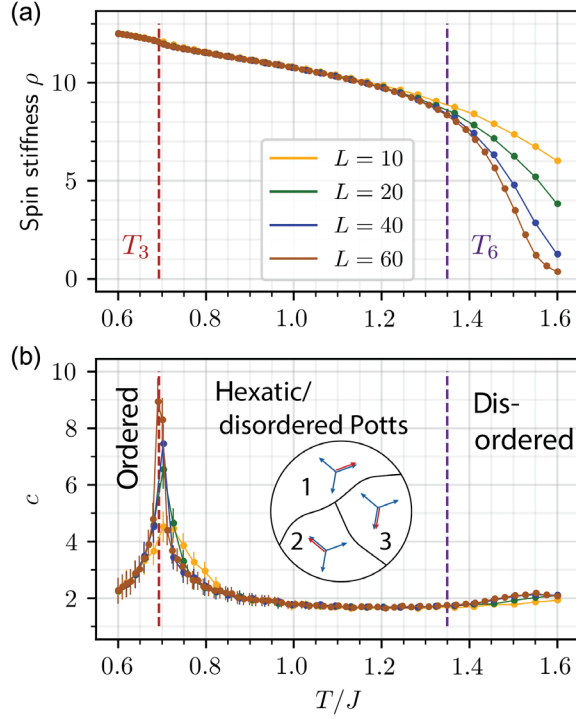 (a)
Spin stiffness ρ
10
5
0
T₃
T₆
L = 10
L = 20
L = 40
L = 60
0.6 0.8 1.0 1.2 1.4 1.6
(b)
c
10
8
6
4
2
Ordered
Hexatic/
disordered Potts
Dis-
ordered
1
2
3
0.6 0.8 1.0 1.2 1.4 1.6
T/J